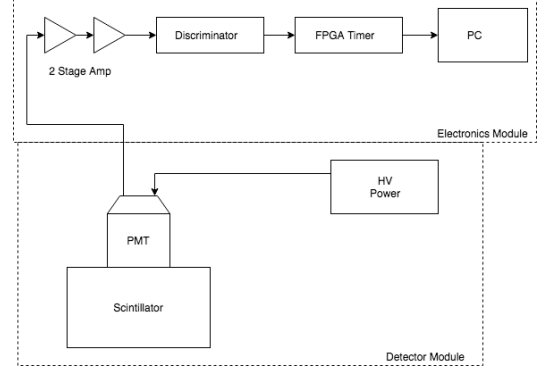 Discriminator
FPGA Timer
PC
2 Stage Amp
Electronics Module
HV
Power
PMT
Scintillator
Detector Module